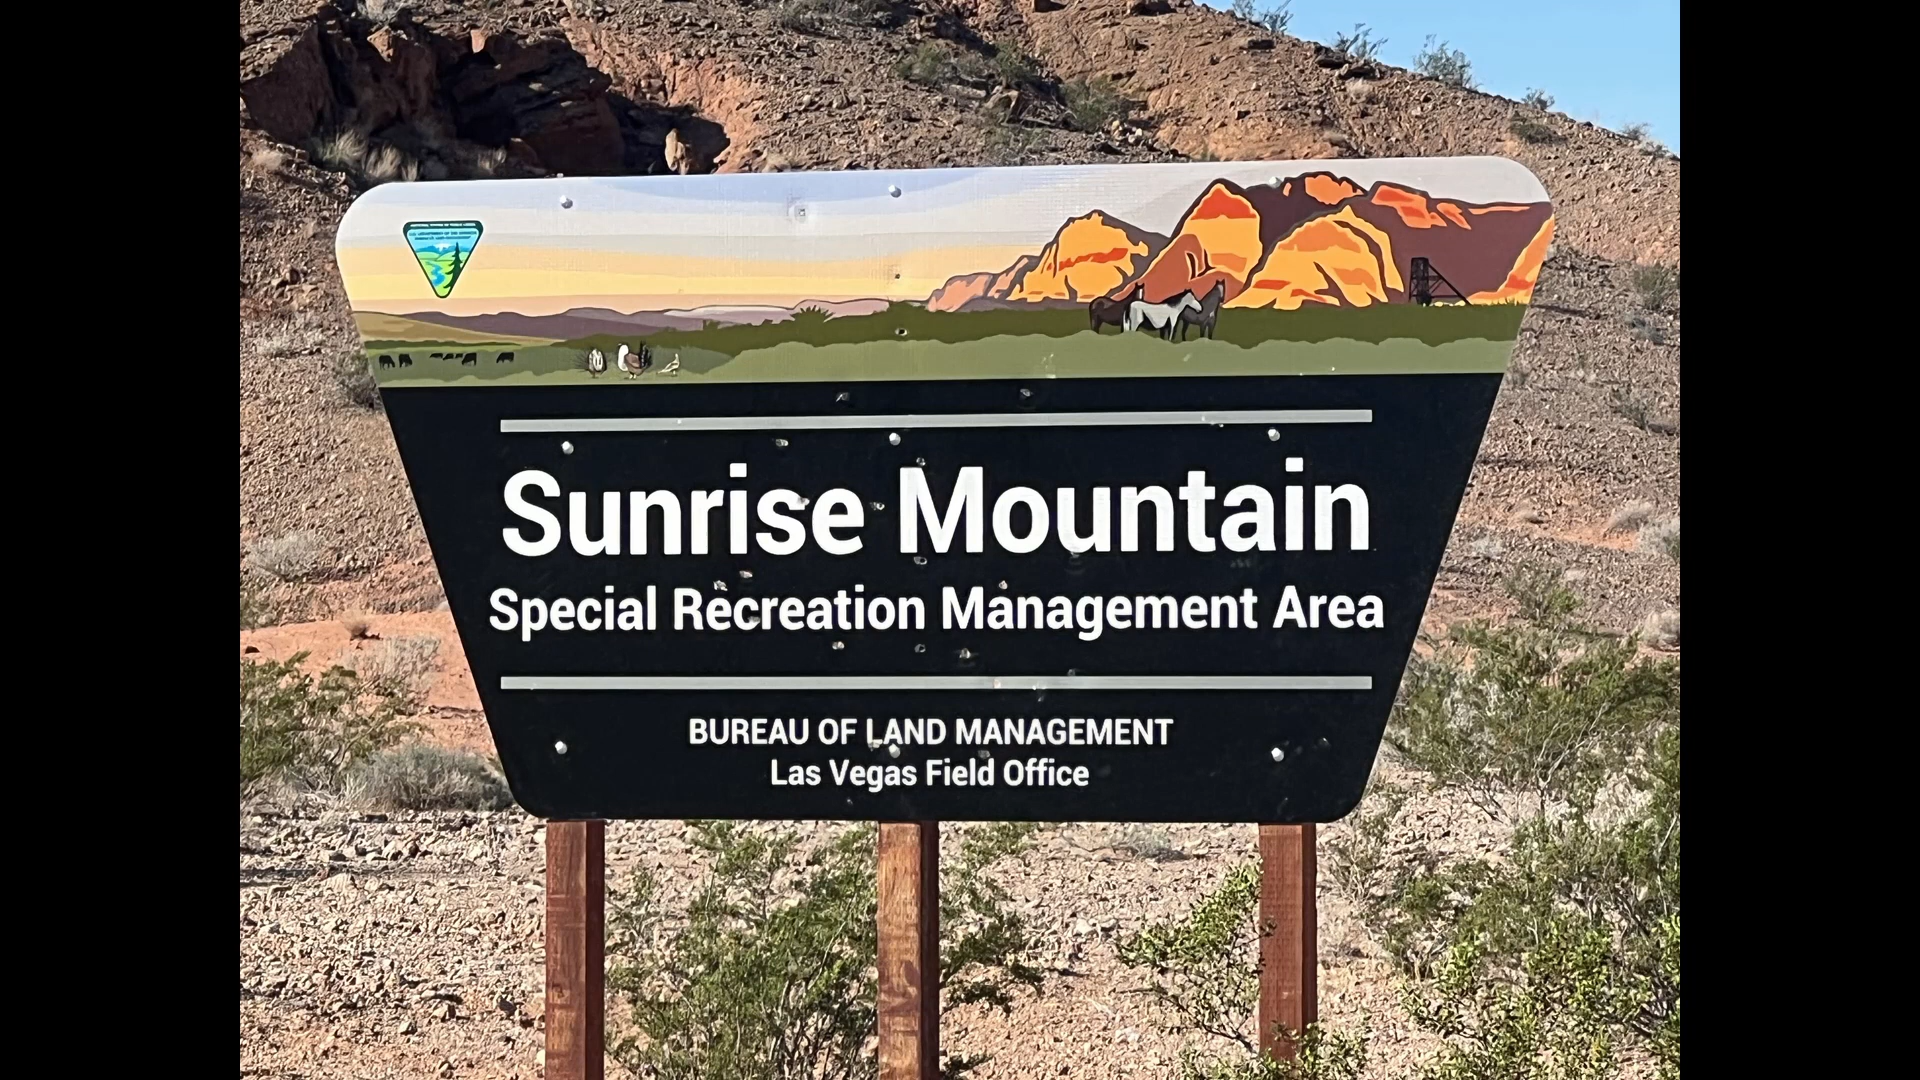 Sunrise Mountain
Special Recreation Management Area
BUREAU OF LAND MANAGEMENT
Las Vegas Field Office